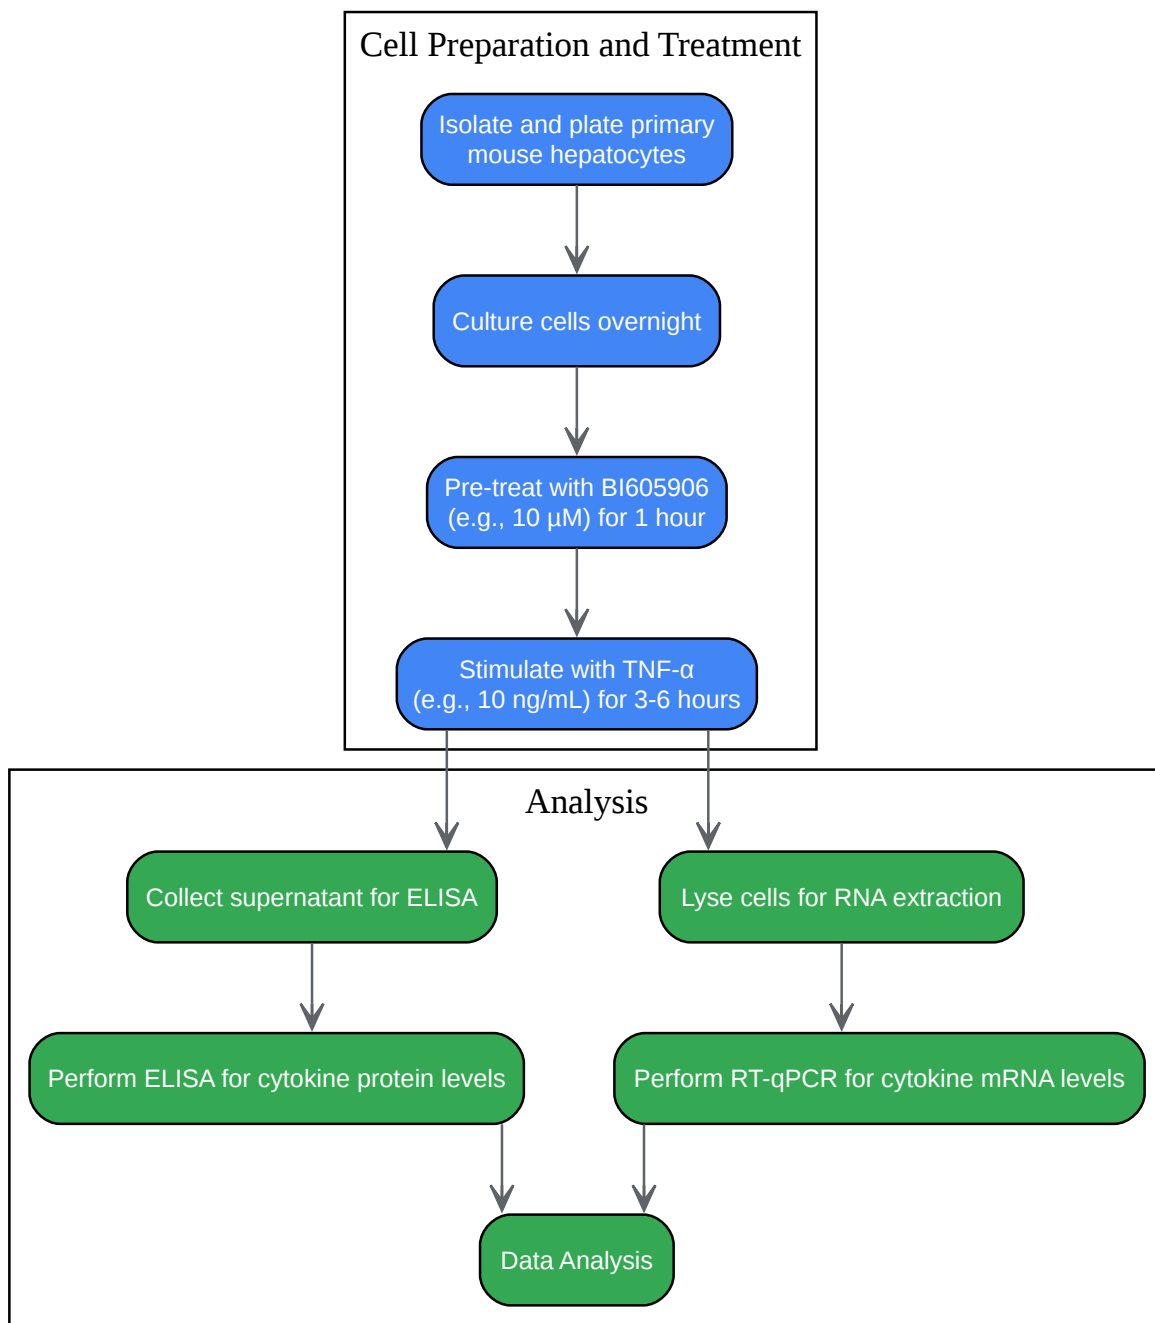 Cell Preparation and Treatment
Isolate and plate primary
mouse hepatocytes
Culture cells overnight
Pre-treat with BI605906
(e.g., 10 µM) for 1 hour
Stimulate with TNF-α
(e.g., 10 ng/mL) for 3-6 hours
Analysis
Collect supernatant for ELISA
Lyse cells for RNA extraction
Perform ELISA for cytokine protein levels
Perform RT-qPCR for cytokine mRNA levels
Data Analysis